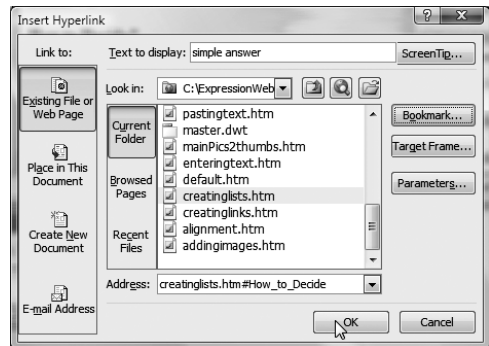 Insert Hyperlink
Link to:
Text to display: simple answer
ScreenTip...
Existing File or
Web Page
Place in This
Document
Create New
Document
E-mail Address
Look in: C:\ExpressionWeb
Current
Folder
Browsed
Pages
Recent
Files
pastingtext.htm
master.dwt
mainPics2thumbs.htm
enteringtext.htm
default.htm
creatinglists.htm
creatinglinks.htm
alignment.htm
addingimages.htm
Address: creatinglists.htm#How_to_Decide
Bookmark...
Target Frame...
Parameters...
OK
Cancel